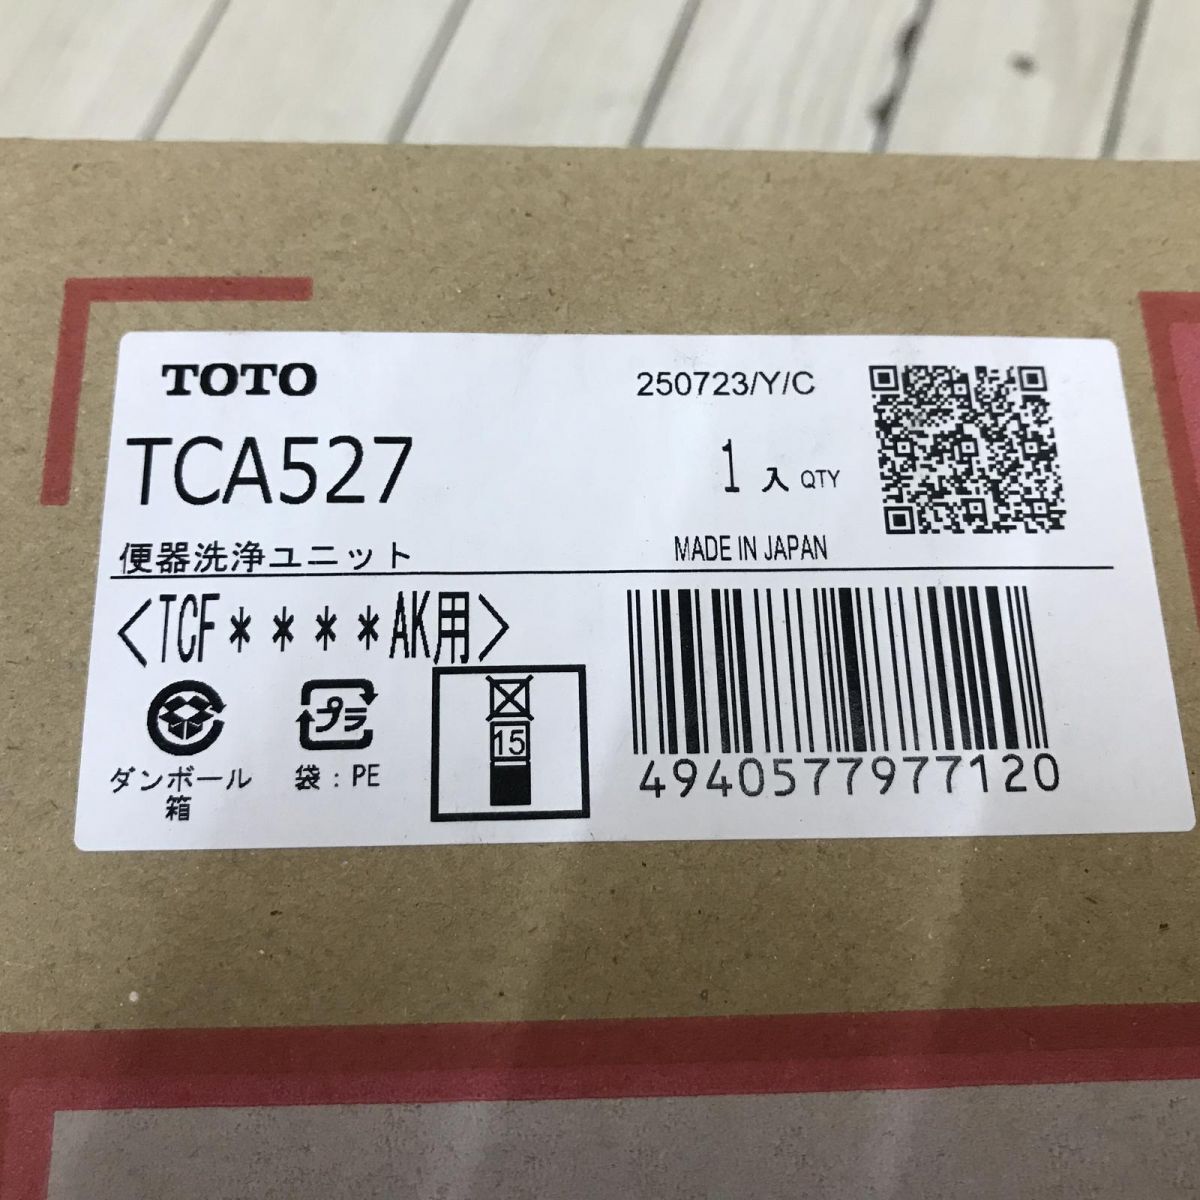 TOTO
250723/Y/C
TCA527
1入 QTY
便器洗浄ユニット
MADE IN JAPAN
〈TCF＊＊＊＊AK用〉
プラ
15
ダンボール
箱
袋：PE
4940577977120